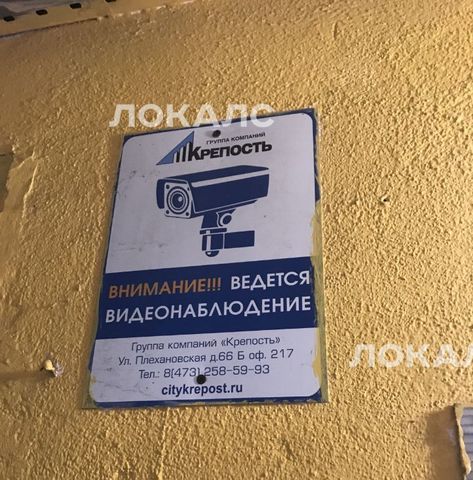 ЛОКАЛС
ГРУППА КОМПАНИЙ
КРЕПОСТЬ
ВНИМАНИЕ!!! ВЕДЕТСЯ
ВИДЕОНАБЛЮДЕНИЕ
Группа компаний «Крепость»
Ул. Плехановская д.66 Б оф. 217
Тел.: 8(473) 258-59-93
citykrepost.ru
ЛОКАЛС